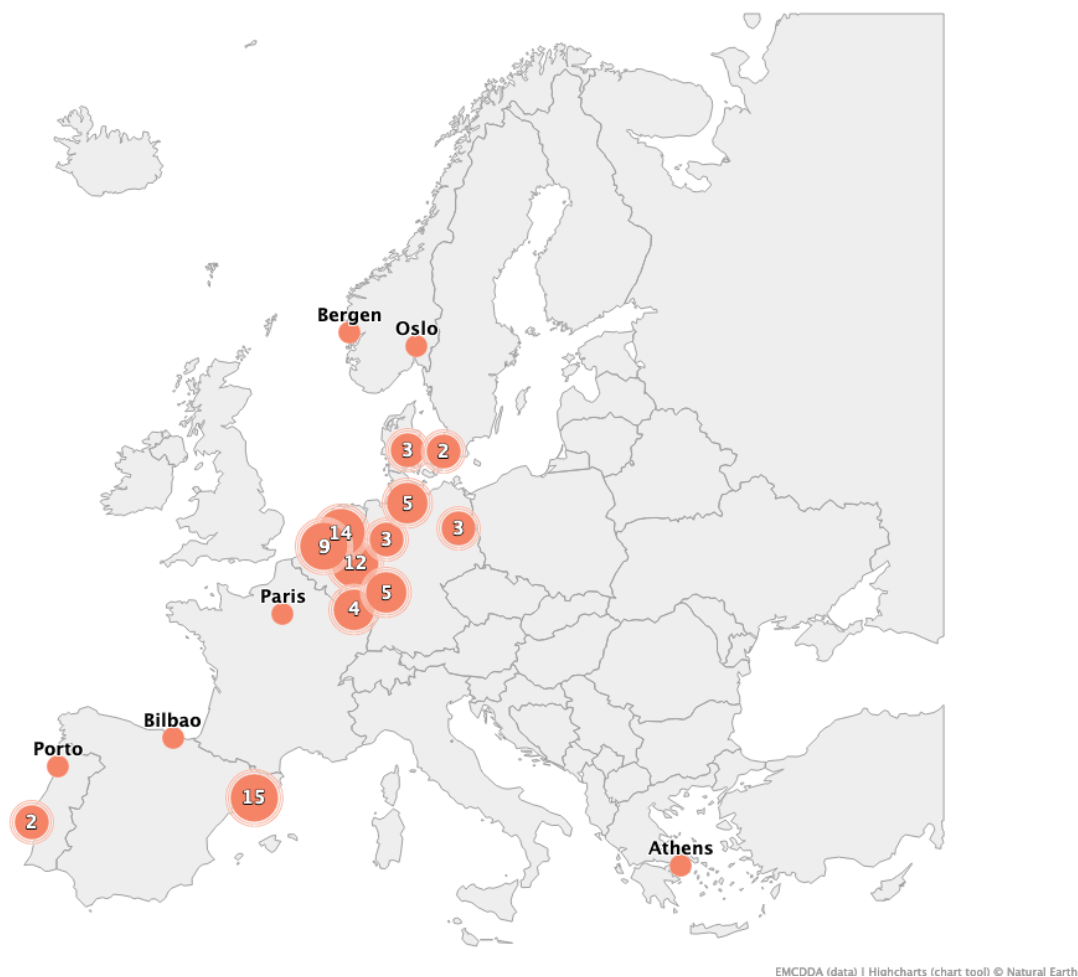 Bergen
Oslo
3
2
5
14
3
3
9
12
Paris
5
4
Bilbao
Porto
15
2
Athens
EMCDDA (data) | Highcharts (chart tool) © Natural Earth